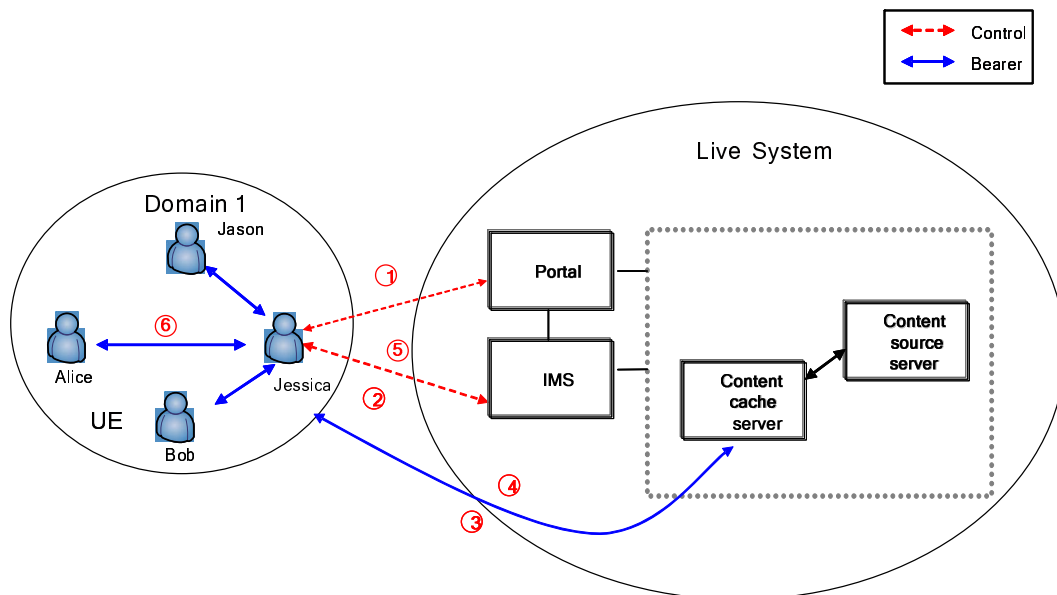 Control
Bearer
Live System
Domain 1
Jason
①
Portal
⑥
Content
source
server
⑤
Alice
Jessica
IMS
②
Content
cache
server
UE
Bob
④
③